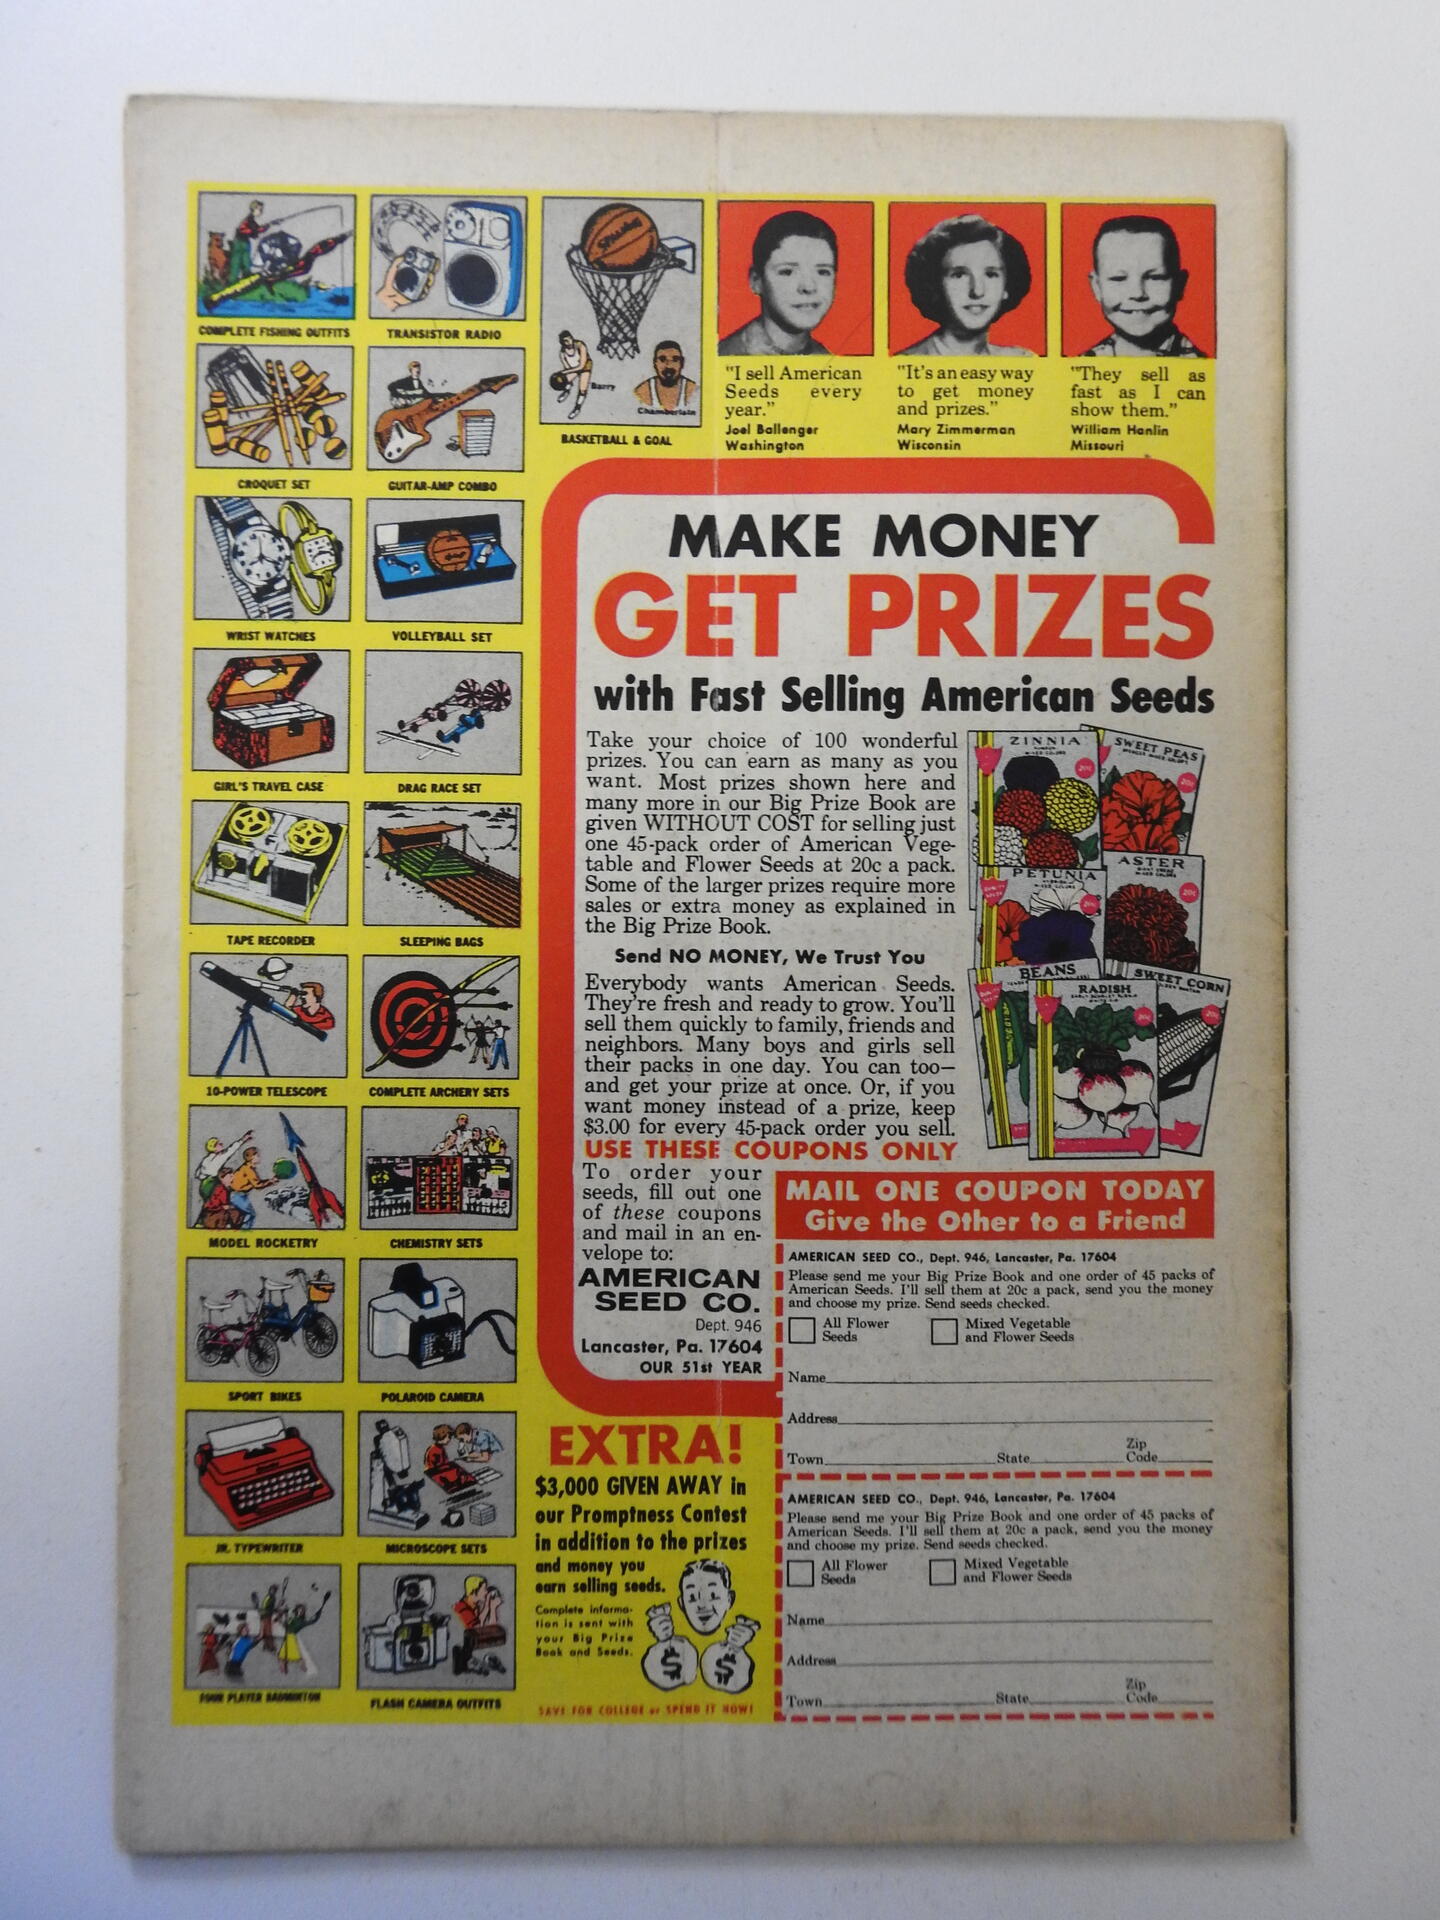 COMPLETE FISHING OUTFITS
TRANSISTOR RADIO
CROQUET SET
GUITAR-AMP COMBO
Spalding
Barry
Chamberlain
BASKETBALL & GOAL
WRIST WATCHES
VOLLEYBALL SET
GIRL'S TRAVEL CASE
DRAG RACE SET
TAPE RECORDER
SLEEPING BAGS
10-POWER TELESCOPE
COMPLETE ARCHERY SETS
MODEL ROCKETRY
CHEMISTRY SETS
SPORT BIKES
POLAROID CAMERA
JR. TYPEWRITER
MICROSCOPE SETS
FOUR PLAYER BADMINTON
FLASH CAMERA OUTFITS
"I sell American
Seeds every
year."
Joel Ballenger
Washington
"It's an easy way
to get money
and prizes."
Mary Zimmerman
Wisconsin
"They sell as
fast as I can
show them."
William Hanlin
Missouri
MAKE MONEY
GET PRIZES
with Fast Selling American Seeds
Take your choice of 100 wonderful
prizes. You can earn as many as you
want. Most prizes shown here and
many more in our Big Prize Book are
given WITHOUT COST for selling just
one 45-pack order of American Vege-
table and Flower Seeds at 20c a pack.
Some of the larger prizes require more
sales or extra money as explained in
the Big Prize Book.
Send NO MONEY, We Trust You
Everybody wants American Seeds.
They're fresh and ready to grow. You'll
sell them quickly to family, friends and
neighbors. Many boys and girls sell
their packs in one day. You can too—
and get your prize at once. Or, if you
want money instead of a prize, keep
$3.00 for every 45-pack order you sell.
USE THESE COUPONS ONLY
To order your
seeds, fill out one
of these coupons
and mail in an en-
velope to:
AMERICAN
SEED CO.
Dept. 946
Lancaster, Pa. 17604
OUR 51st YEAR
ZINNIA
20c
SWEET PEAS
20c
PETUNIA
20c
ASTER
20c
BEANS
RADISH
20c
SWEET CORN
20c
MAIL ONE COUPON TODAY
Give the Other to a Friend
AMERICAN SEED CO., Dept. 946, Lancaster, Pa. 17604
Please send me your Big Prize Book and one order of 45 packs of
American Seeds. I'll sell them at 20c a pack, send you the money
and choose my prize. Send seeds checked.
All Flower
Seeds
Mixed Vegetable
and Flower Seeds
Name
Address
Town State Zip Code
AMERICAN SEED CO., Dept. 946, Lancaster, Pa. 17604
Please send me your Big Prize Book and one order of 45 packs of
American Seeds. I'll sell them at 20c a pack, send you the money
and choose my prize. Send seeds checked.
All Flower
Seeds
Mixed Vegetable
and Flower Seeds
Name
Address
Town State Zip Code
EXTRA!
$3,000 GIVEN AWAY in
our Promptness Contest
in addition to the prizes
and money you
earn selling seeds.
Complete informa-
tion is sent with
your Big Prize
Book and Seeds.
$ $
SAVE FOR COLLEGE or SPEND IT NOW!